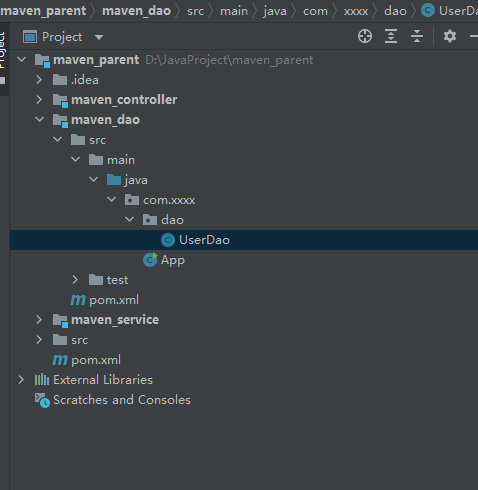 maven_parent 〉 maven_dao 〉 src 〉 main 〉 java 〉 com 〉 xxxx 〉 dao 〉 UserDao
Project
Project
maven_parent D:\JavaProject\maven_parent
.idea
maven_controller
maven_dao
src
main
java
com.xxxx
dao
UserDao
App
test
pom.xml
maven_service
src
pom.xml
External Libraries
Scratches and Consoles